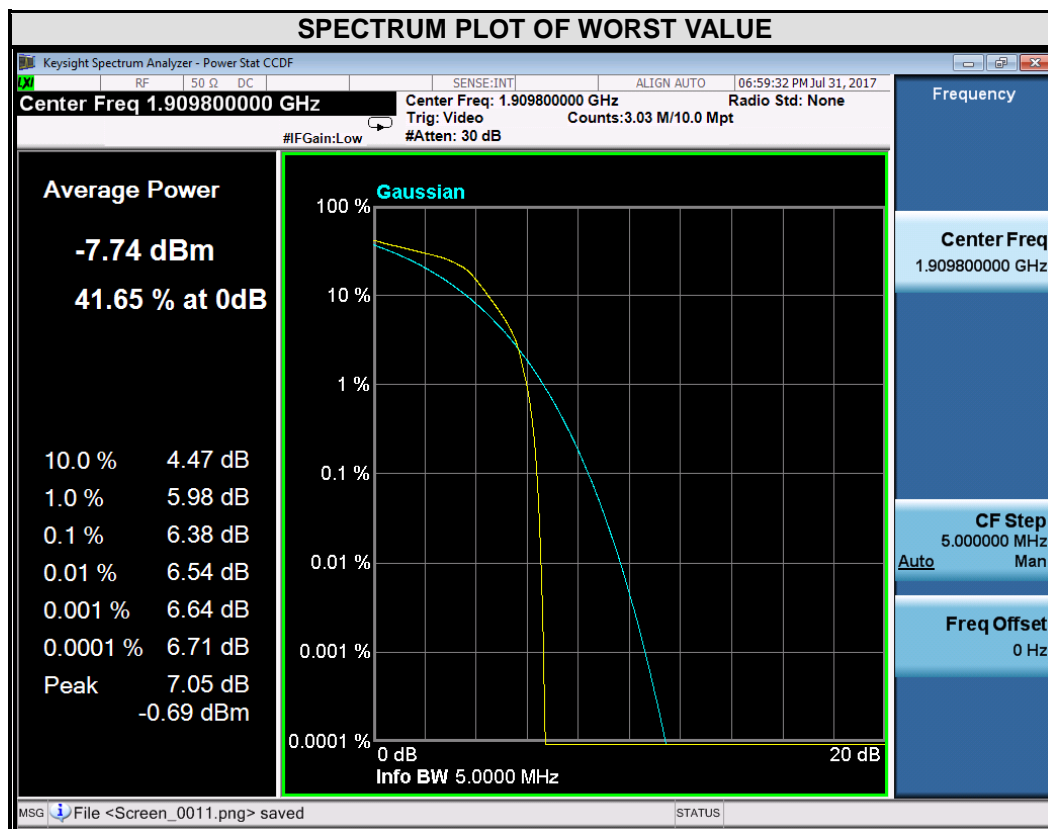 SPECTRUM PLOT OF WORST VALUE
Keysight Spectrum Analyzer - Power Stat CCDF
LXI RF 50 Ω DC SENSE:INT ALIGN AUTO 06:59:32 PM Jul 31, 2017
Center Freq 1.909800000 GHz
#IFGain:Low
Center Freq: 1.909800000 GHz Radio Std: None
Trig: Video Counts:3.03 M/10.0 Mpt
#Atten: 30 dB
Average Power
-7.74 dBm
41.65 % at 0dB
10.0 % 4.47 dB
1.0 % 5.98 dB
0.1 % 6.38 dB
0.01 % 6.54 dB
0.001 % 6.64 dB
0.0001 % 6.71 dB
Peak 7.05 dB
-0.69 dBm
Gaussian
100 %
10 %
1 %
0.1 %
0.01 %
0.001 %
0.0001 %
0 dB 20 dB
Info BW 5.0000 MHz
Frequency
Center Freq
1.909800000 GHz
CF Step
5.000000 MHz
Auto Man
Freq Offset
0 Hz
MSG File <Screen_0011.png> saved STATUS